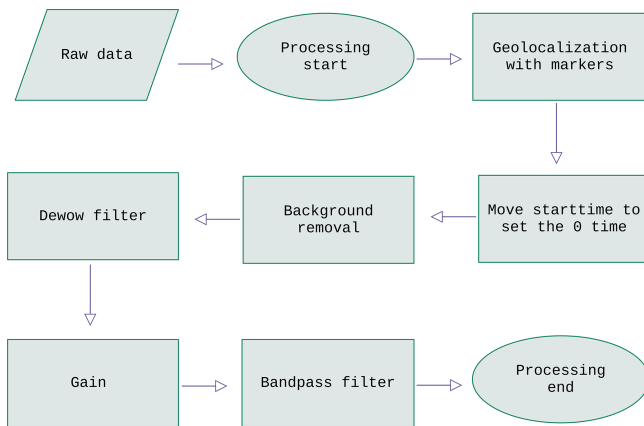 Raw data
Processing
start
Geolocalization
with markers
Move starttime to
set the 0 time
Background
removal
Dewow filter
Gain
Bandpass filter
Processing
end